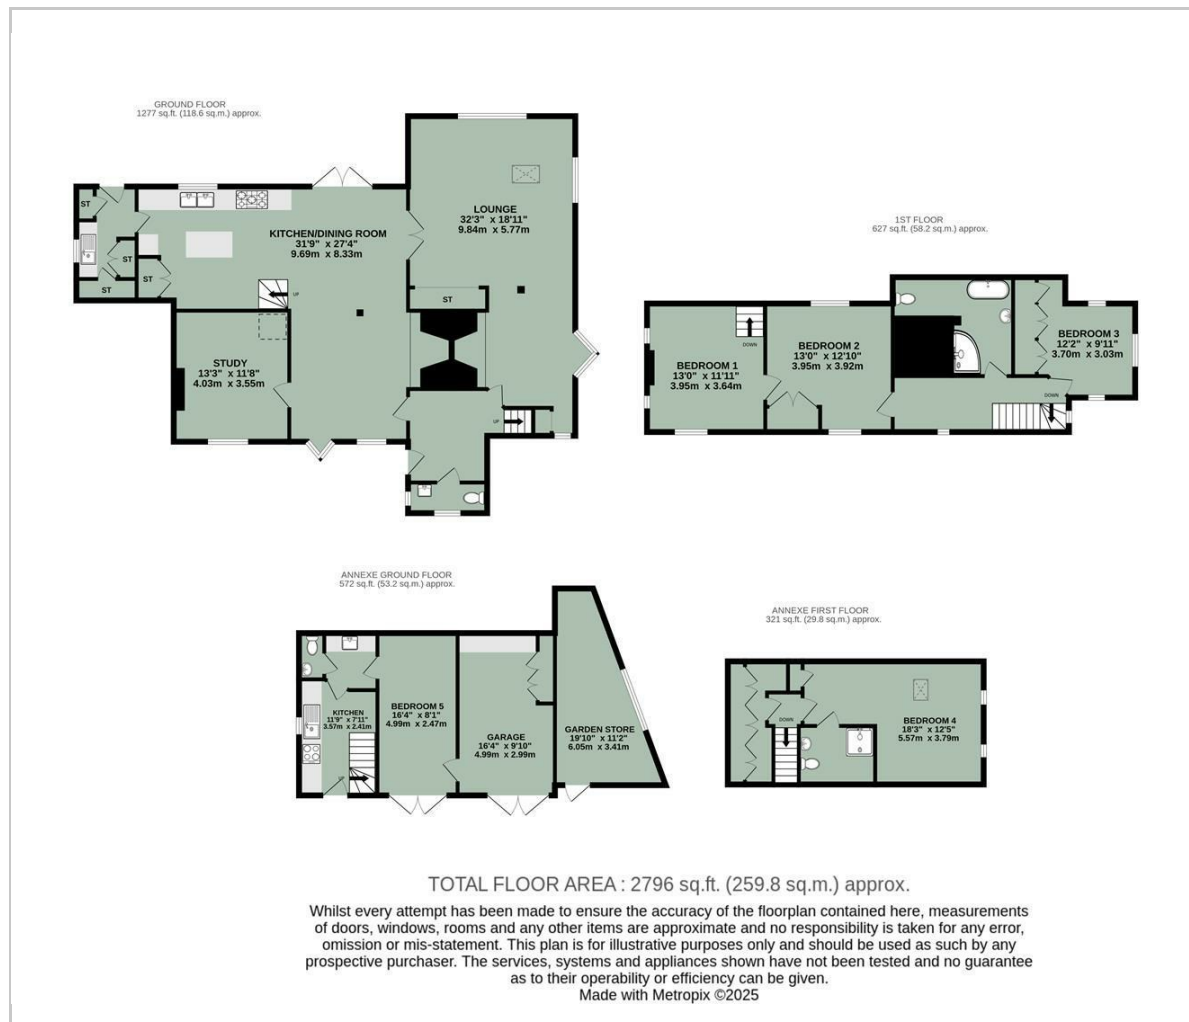 GROUND FLOOR
1277 sq.ft. (118.6 sq.m.) approx.
ST
ST
ST
ST
KITCHEN/DINING ROOM
31'9" x 27'4"
9.69m x 8.33m
UP
LOUNGE
32'3" x 18'11"
9.84m x 5.77m
ST
STUDY
13'3" x 11'8"
4.03m x 3.55m
UP
1ST FLOOR
627 sq.ft. (58.2 sq.m.) approx.
BEDROOM 1
13'0" x 11'11"
3.95m x 3.64m
DOWN
BEDROOM 2
13'0" x 12'10"
3.95m x 3.92m
BEDROOM 3
12'2" x 9'11"
3.70m x 3.03m
DOWN
ANNEXE GROUND FLOOR
572 sq.ft. (53.2 sq.m.) approx.
KITCHEN
11'9" x 7'11"
3.57m x 2.41m
UP
BEDROOM 5
16'4" x 8'1"
4.99m x 2.47m
GARAGE
16'4" x 9'10"
4.99m x 2.99m
GARDEN STORE
19'10" x 11'2"
6.05m x 3.41m
ANNEXE FIRST FLOOR
321 sq.ft. (29.8 sq.m.) approx.
DOWN
BEDROOM 4
18'3" x 12'5"
5.57m x 3.79m
TOTAL FLOOR AREA : 2796 sq.ft. (259.8 sq.m.) approx.
Whilst every attempt has been made to ensure the accuracy of the floorplan contained here, measurements
of doors, windows, rooms and any other items are approximate and no responsibility is taken for any error,
omission or mis-statement. This plan is for illustrative purposes only and should be used as such by any
prospective purchaser. The services, systems and appliances shown have not been tested and no guarantee
as to their operability or efficiency can be given.
Made with Metropix ©2025